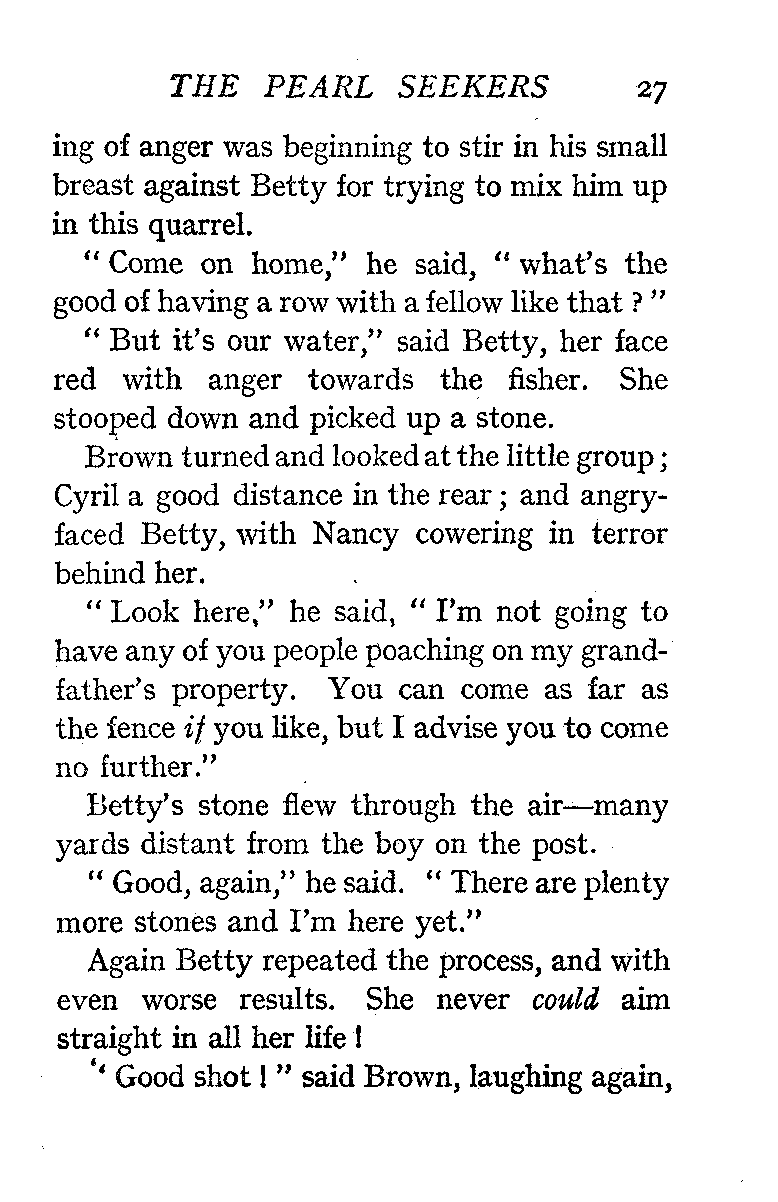 THE PEARL SEEKERS 27
ing of anger was beginning to stir in his small
breast against Betty for trying to mix him up
in this quarrel.
“ Come on home,” he said, “ what’s the
good of having a row with a fellow like that ? ”
“ But it’s our water,” said Betty, her face
red with anger towards the fisher. She
stooped down and picked up a stone.
Brown turned and looked at the little group ;
Cyril a good distance in the rear ; and angry-
faced Betty, with Nancy cowering in terror
behind her.
“ Look here,” he said, “ I’m not going to
have any of you people poaching on my grand-
father’s property. You can come as far as
the fence if you like, but I advise you to come
no further.”
Betty’s stone flew through the air—many
yards distant from the boy on the post.
“ Good, again,” he said. “ There are plenty
more stones and I’m here yet.”
Again Betty repeated the process, and with
even worse results. She never could aim
straight in all her life !
“ Good shot ! ” said Brown, laughing again,